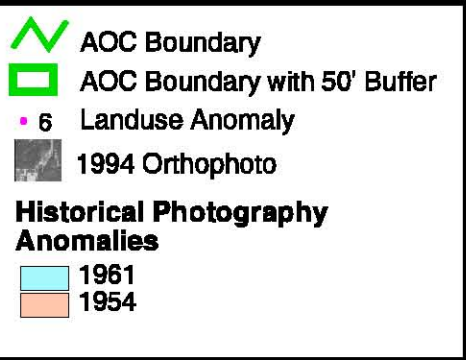 AOC Boundary
AOC Boundary with 50' Buffer
6 Landuse Anomaly
1994 Orthophoto
Historical Photography
Anomalies
1961
1954